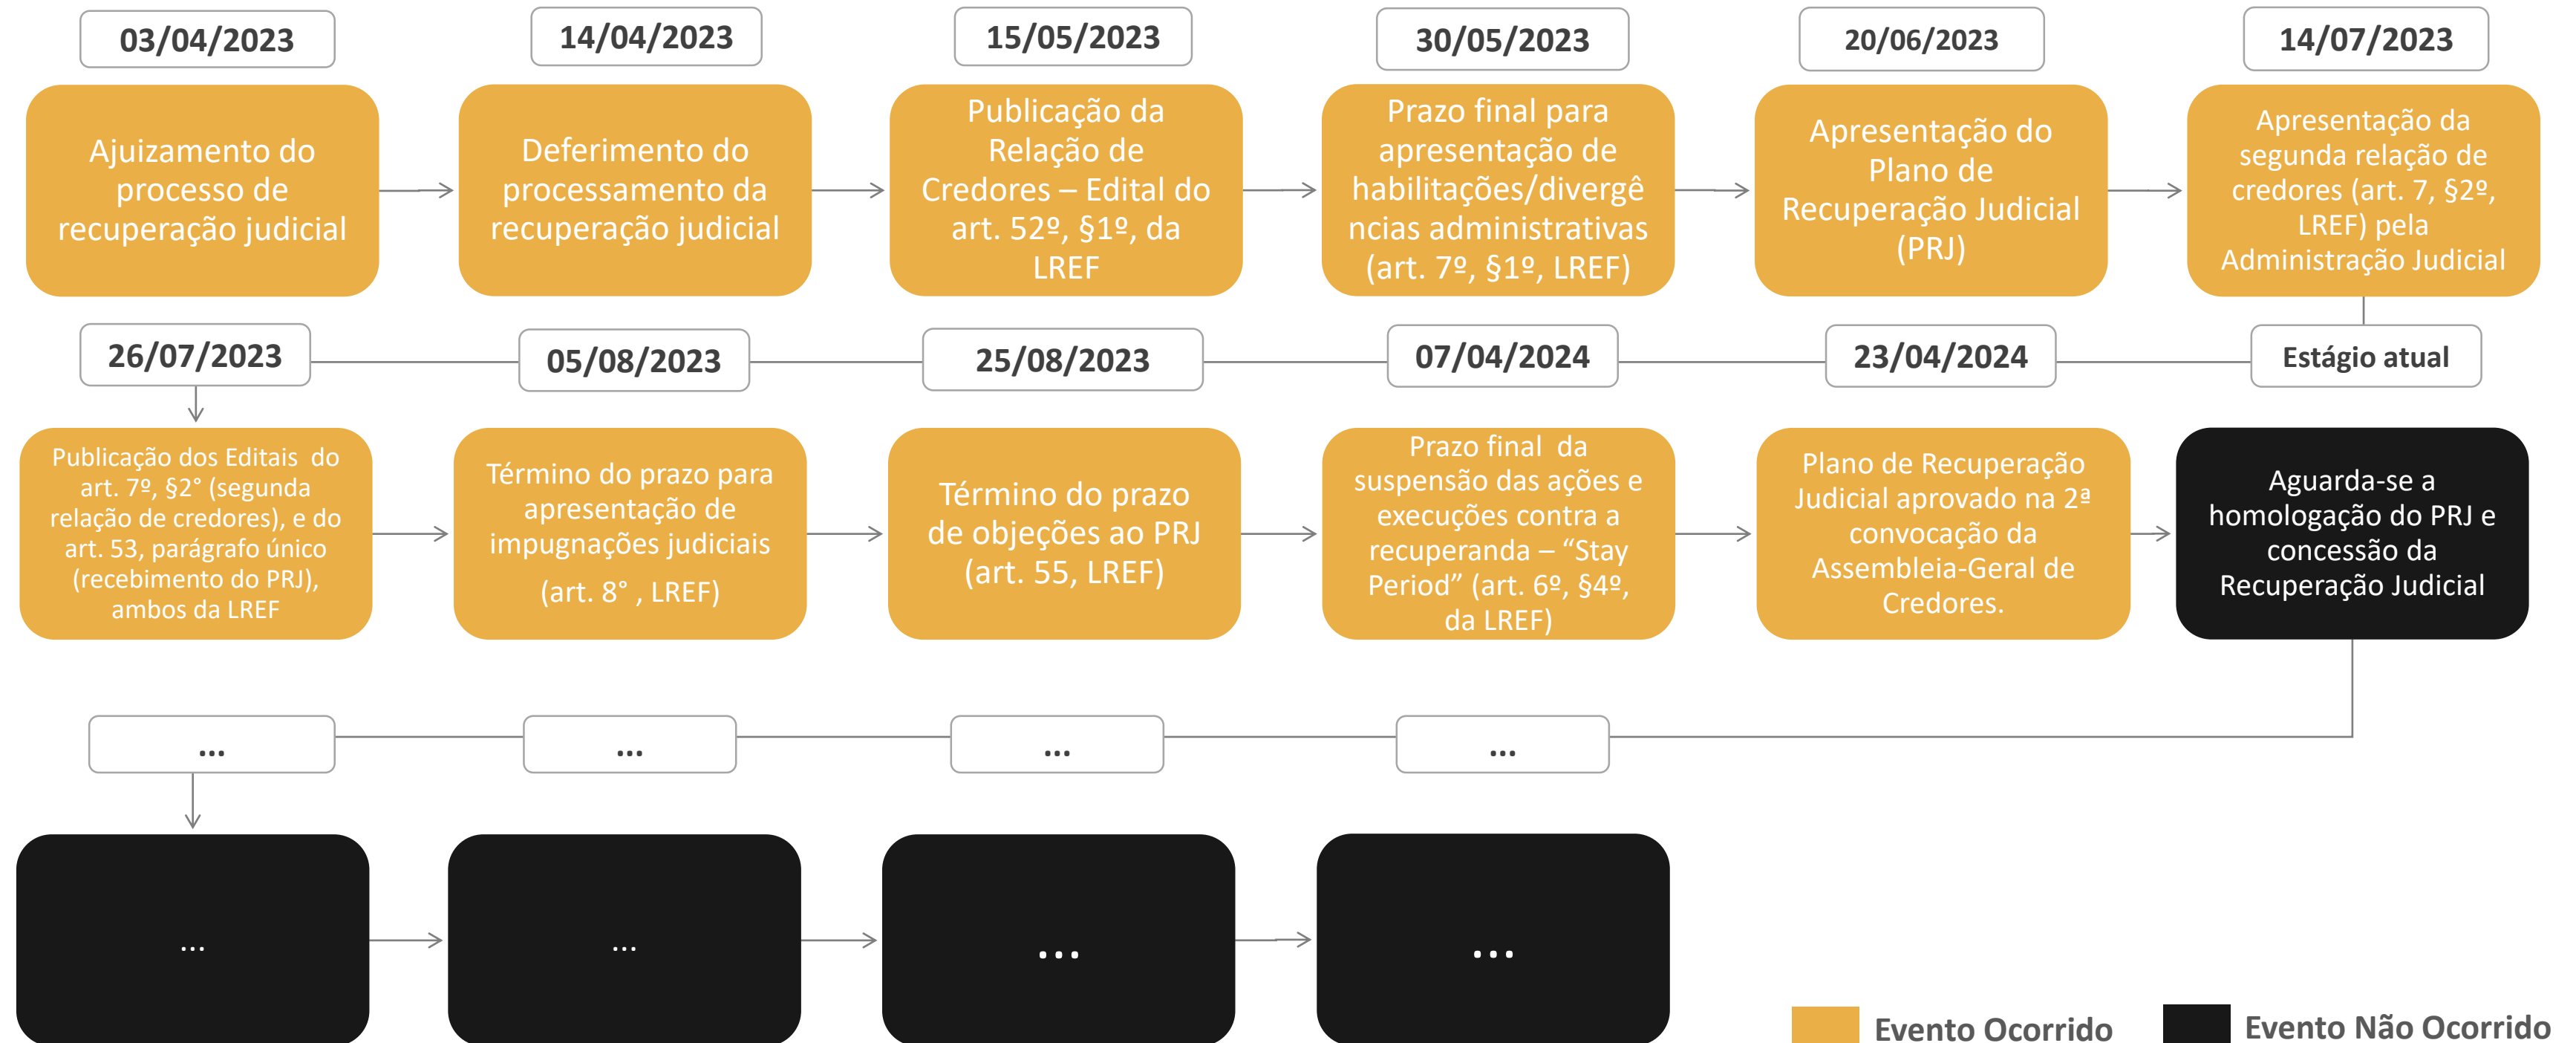 03/04/2023
Ajuizamento do
processo de
recuperação judicial
14/04/2023
Deferimento do
processamento da
recuperação judicial
15/05/2023
Publicação da
Relação de
Credores – Edital do
art. 52º, §1º, da
LREF
30/05/2023
Prazo final para
apresentação de
habilitações/divergê
ncias administrativas
(art. 7º, §1º, LREF)
20/06/2023
Apresentação do
Plano de
Recuperação Judicial
(PRJ)
14/07/2023
Apresentação da
segunda relação de
credores (art. 7, §2º,
LREF) pela
Administração Judicial
26/07/2023
Publicação dos Editais do
art. 7º, §2° (segunda
relação de credores), e do
art. 53, parágrafo único
(recebimento do PRJ),
ambos da LREF
05/08/2023
Término do prazo para
apresentação de
impugnações judiciais
(art. 8° , LREF)
25/08/2023
Término do prazo
de objeções ao PRJ
(art. 55, LREF)
07/04/2024
Prazo final da
suspensão das ações e
execuções contra a
recuperanda – “Stay
Period” (art. 6º, §4º,
da LREF)
23/04/2024
Plano de Recuperação
Judicial aprovado na 2ª
convocação da
Assembleia-Geral de
Credores.
Estágio atual
Aguarda-se a
homologação do PRJ e
concessão da
Recuperação Judicial
...
...
...
...
...
...
...
...
Evento Ocorrido
Evento Não Ocorrido